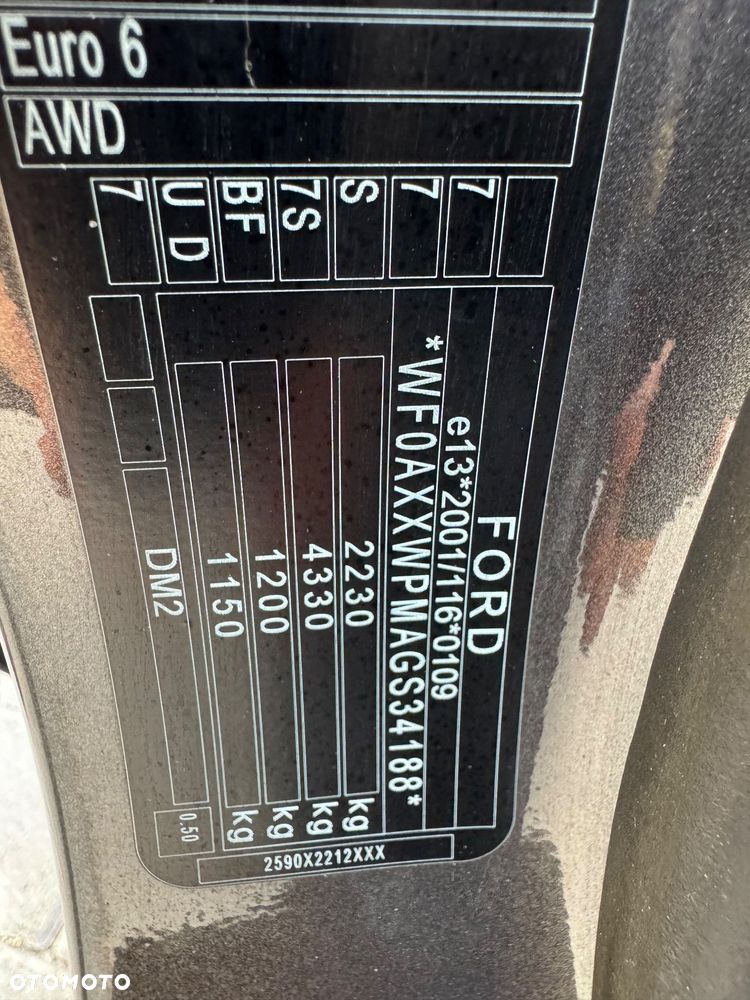 Euro 6
AWD
7
7
S
7S
BF
U D
7
FORD
e13*2001/116*0109
*WF0AXXWPMAGS34188*
2230 kg
4330 kg
1200 kg
1150 kg
DM2
0.50
2590X2212XXX
OTOMOTO